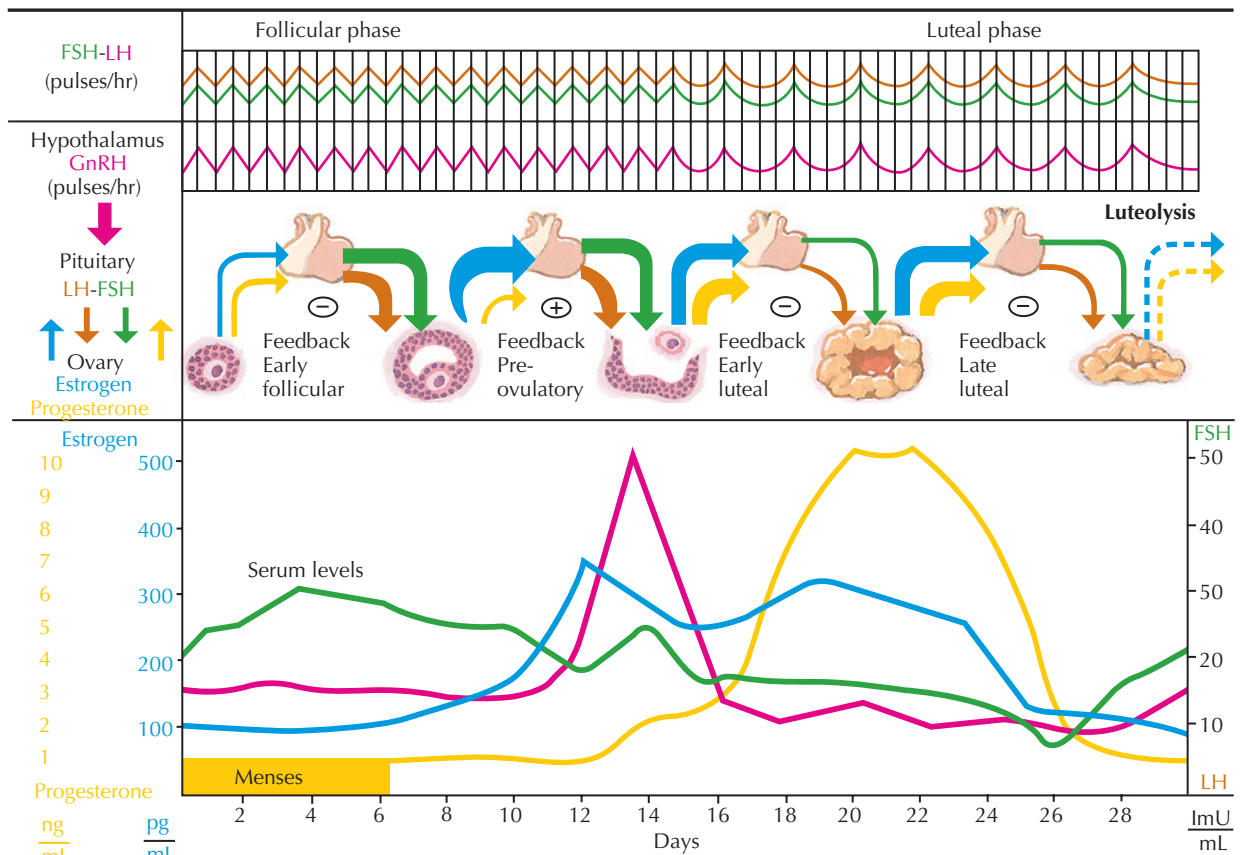 Follicular phase
Luteal phase
FSH-LH
(pulses/hr)
Hypothalamus
GnRH
(pulses/hr)
Pituitary
LH-FSH
Ovary
Estrogen
Progesterone
Luteolysis
−
Feedback
Early
follicular
+
Feedback
Pre-
ovulatory
−
Feedback
Early
luteal
−
Feedback
Late
luteal
Estrogen
FSH
10 500 50
9
8 400 40
7
Serum levels
6 300 50
5
4 200 20
3
2 100 10
1
Menses
Progesterone
LH
2 4 6 8 10 12 14 16 18 20 22 24 26 28
Days
ng
mL
pg
mL
ImU
mL